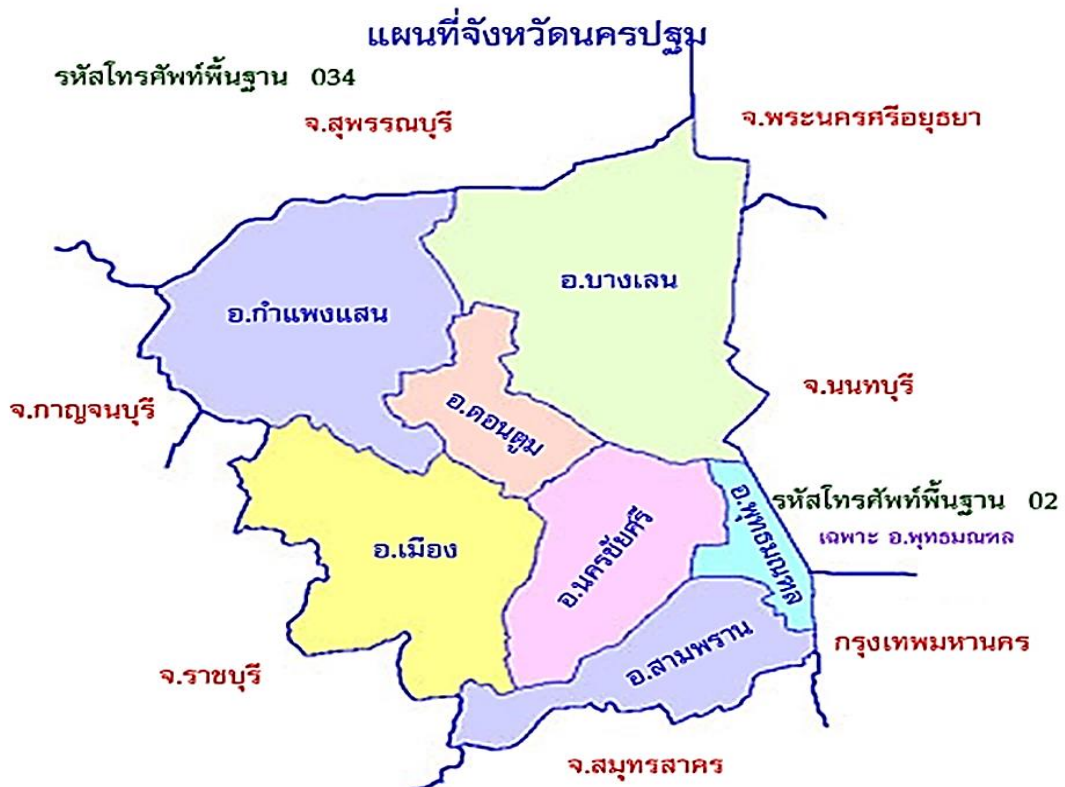 แผนที่จังหวัดนครปฐม
รหัสโทรศัพท์พื้นฐาน 034
จ.สุพรรณบุรี
จ.พระนครศรีอยุธยา
อ.บางเลน
อ.กำแพงแสน
จ.นนทบุรี
จ.กาญจนบุรี
อ.ดอนตูม
รหัสโทรศัพท์พื้นฐาน 02
เฉพาะ อ.พุทธมณฑล
อ.พุทธมณฑล
อ.เมือง
อ.นครชัยศรี
กรุงเทพมหานคร
อ.สามพราน
จ.ราชบุรี
จ.สมุทรสาคร